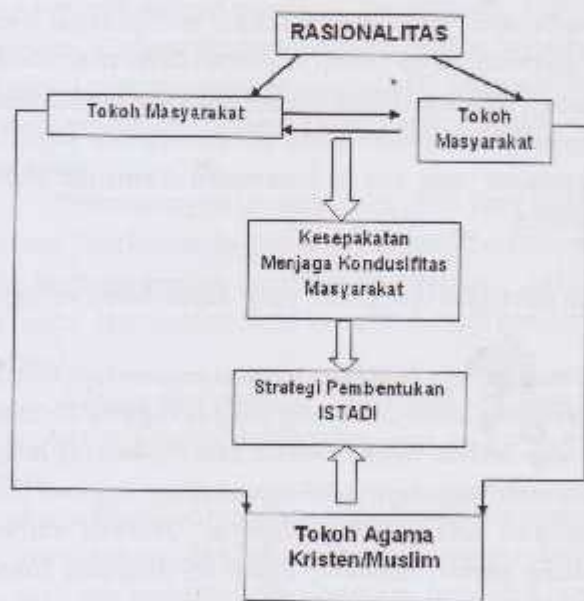 RASIONALITAS
Tokoh Masyarakat
Tokoh
Masyarakat
Kesepakatan
Menjaga Kondusifitas
Masyarakat
Strategi Pembentukan
ISTADI
Tokoh Agama
Kristen/Muslim